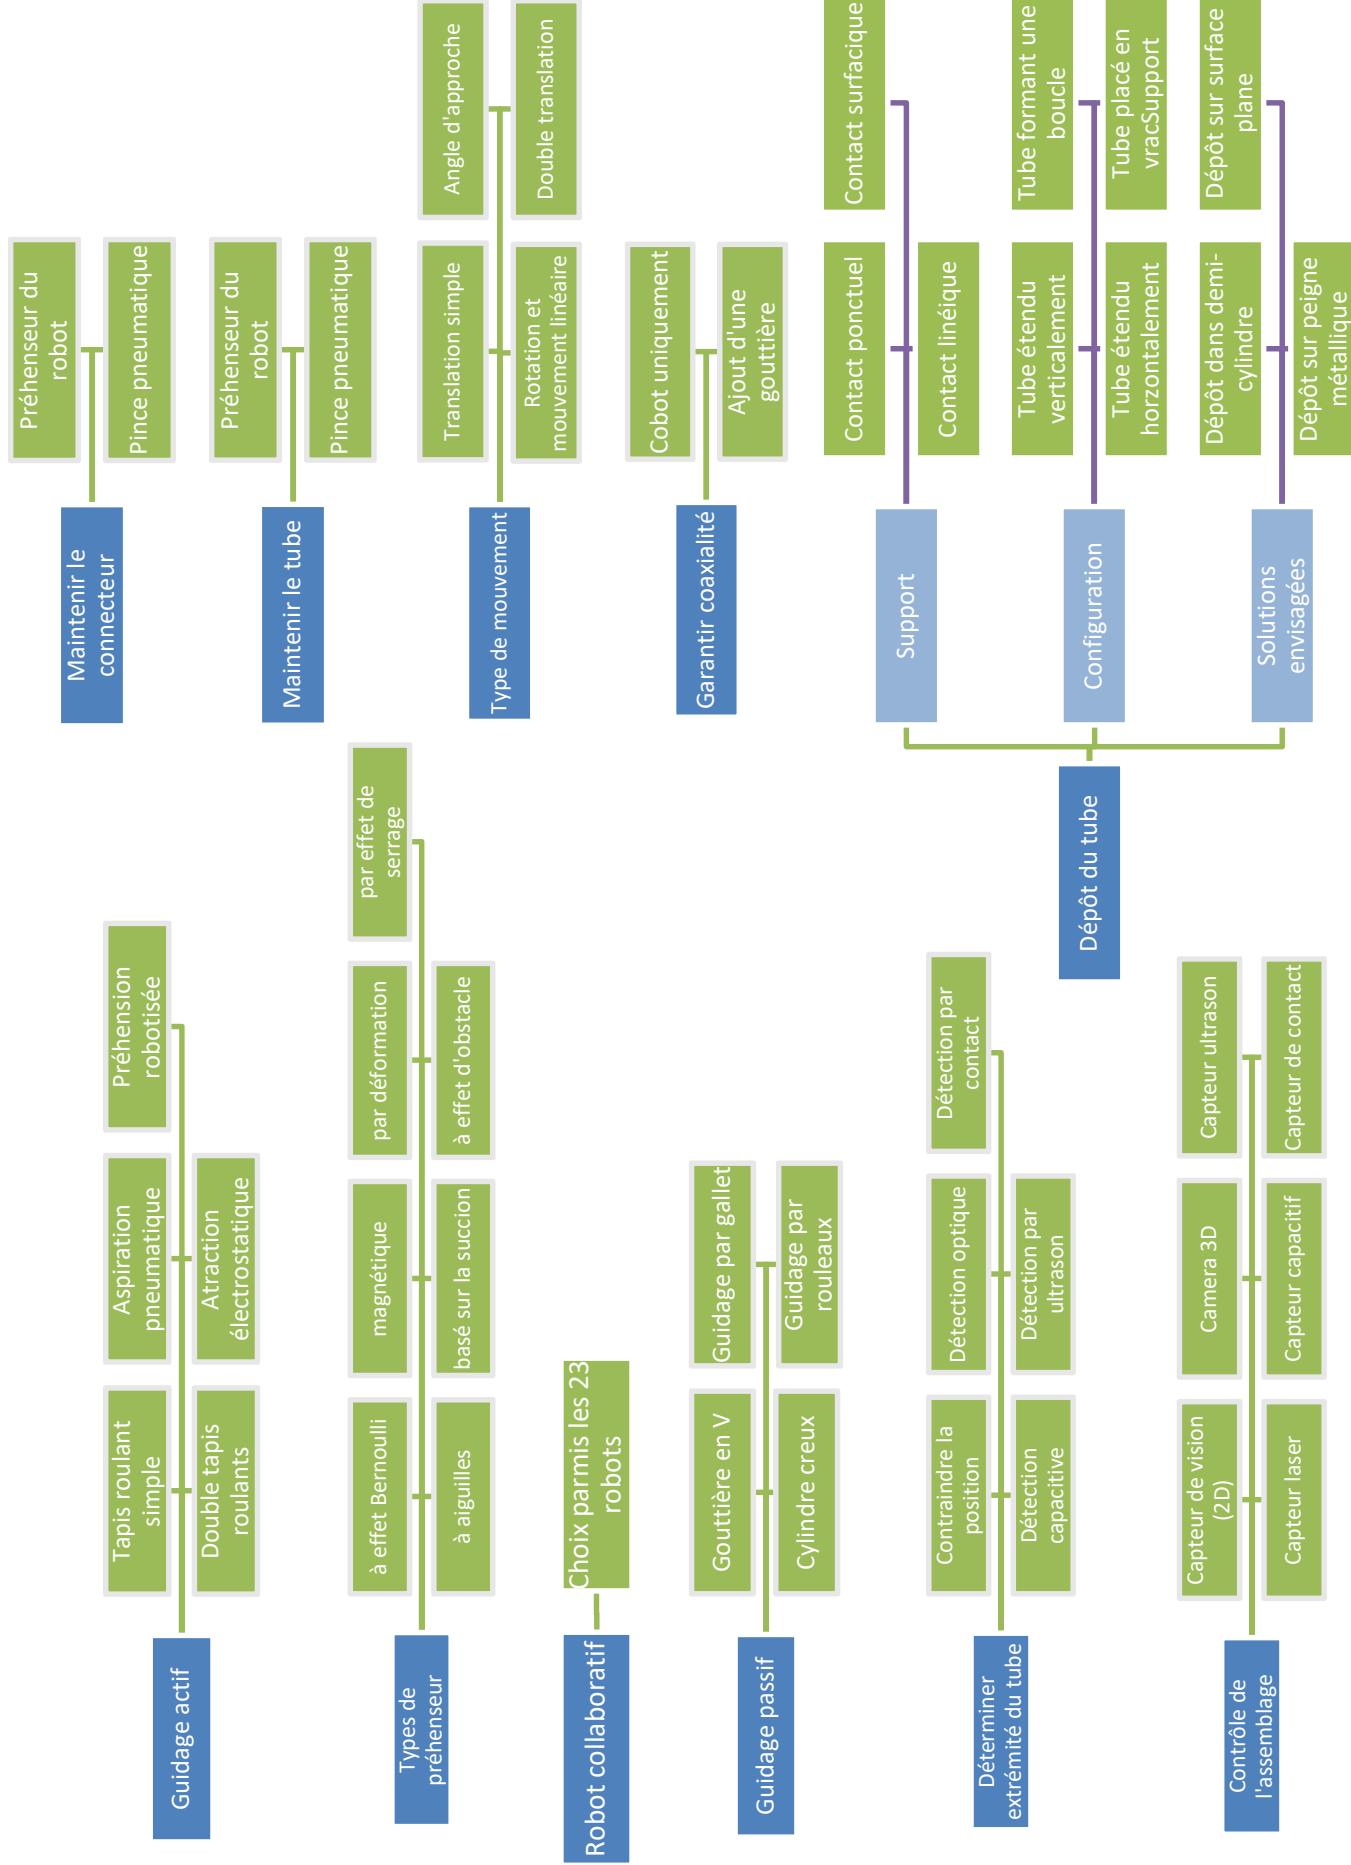 Guidage actif
Tapis roulant
simple
Double tapis
roulants
Aspiration
pneumatique
Atraction
électrostatique
Préhension
robotisée
Types de
préhenseur
à effet Bernoulli
à aiguilles
magnétique
basé sur la succion
par déformation
à effet d'obstacle
par effet de
serrage
Robot collaboratif
Choix parmis les 23
robots
Guidage passif
Gouttière en V
Cylindre creux
Guidage par gallet
Guidage par
rouleaux
Déterminer
extrémité du tube
Contraindre la
position
Détection
capacitive
Détection optique
Détection par
ultrason
Détection par
contact
Contrôle de
l'assemblage
Capteur de vision
(2D)
Capteur laser
Camera 3D
Capteur capacitif
Capteur ultrason
Capteur de contact
Maintenir le
connecteur
Préhenseur du
robot
Pince pneumatique
Maintenir le tube
Préhenseur du
robot
Pince pneumatique
Type de mouvement
Translation simple
Rotation et
mouvement linéaire
Angle d'approche
Double translation
Garantir coaxialité
Cobot uniquement
Ajout d'une
gouttière
Dépôt du tube
Support
Contact ponctuel
Contact linéique
Contact surfacique
Configuration
Tube étendu
verticalement
Tube étendu
horzontalement
Tube formant une
boucle
Tube placé en
vracSupport
Solutions
envisagées
Dépôt dans demi-
cylindre
Dépôt sur peigne
métallique
Dépôt sur surface
plane